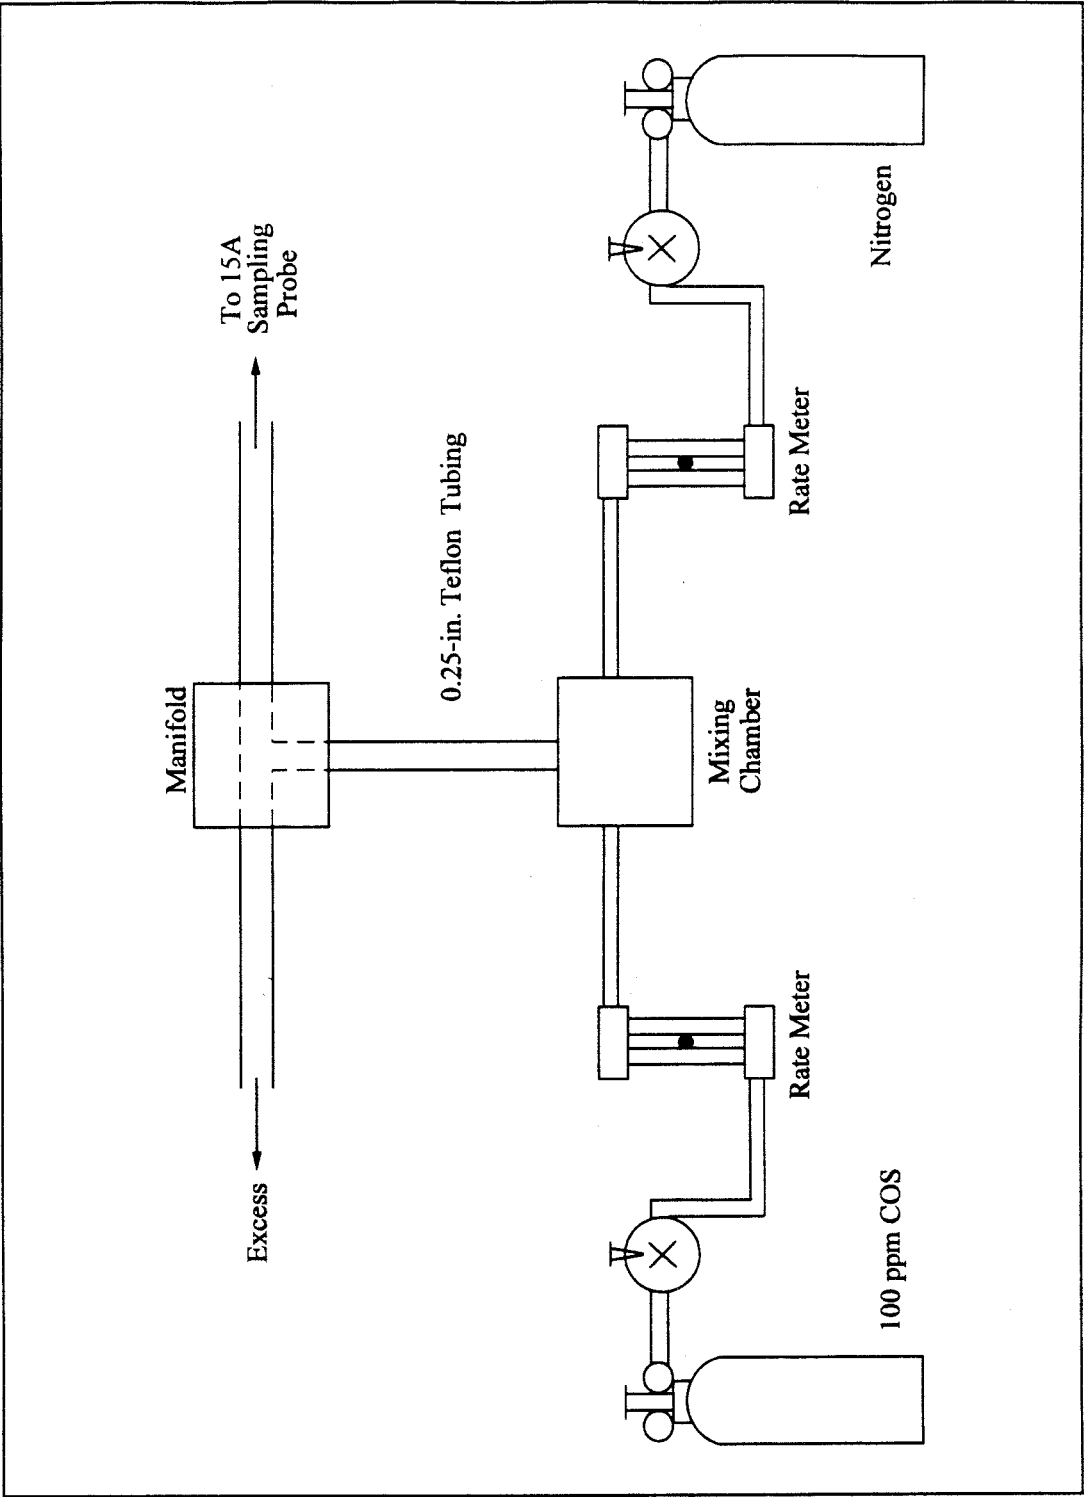 To 15A
Sampling
Probe
Manifold
Excess
0.25-in. Teflon Tubing
Mixing
Chamber
Rate Meter
Rate Meter
100 ppm COS
Nitrogen